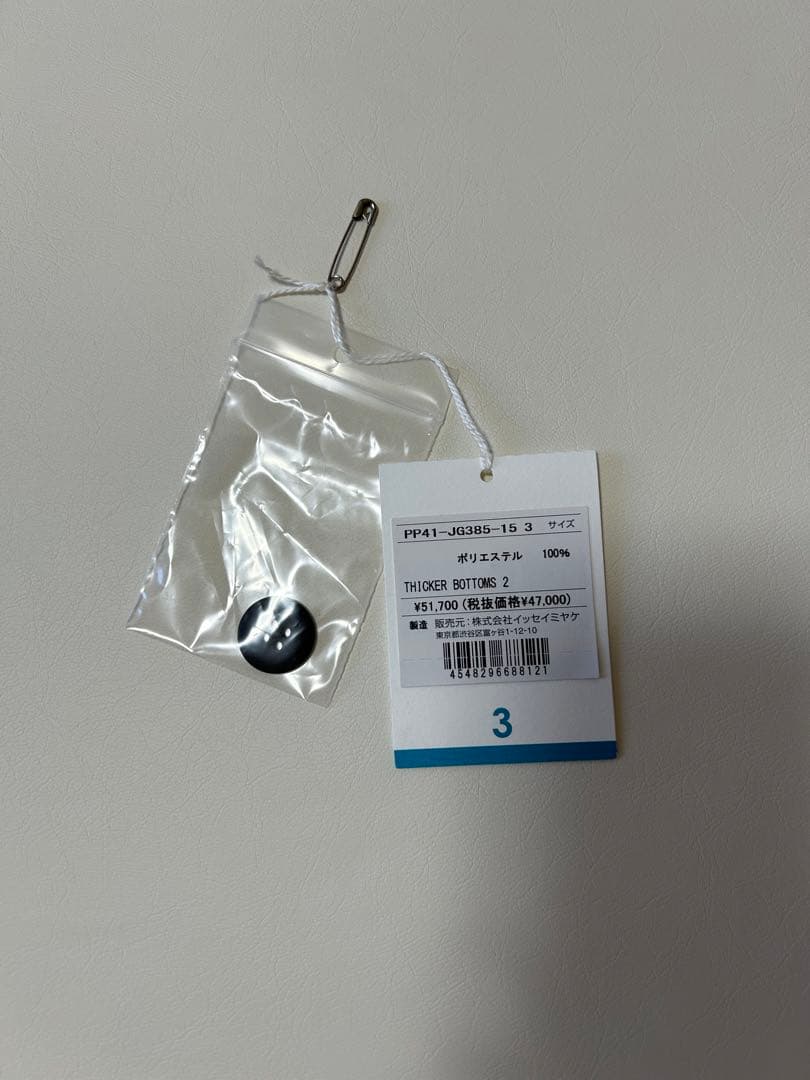 PP41-JG385-15 3 サイズ
ポリエステル 100%
THICKER BOTTOMS 2
¥51,700(税抜価格¥47,000)
製造 販売元:株式会社イッセイミヤケ
東京都渋谷区富ヶ谷1-12-10
4548296688121
3